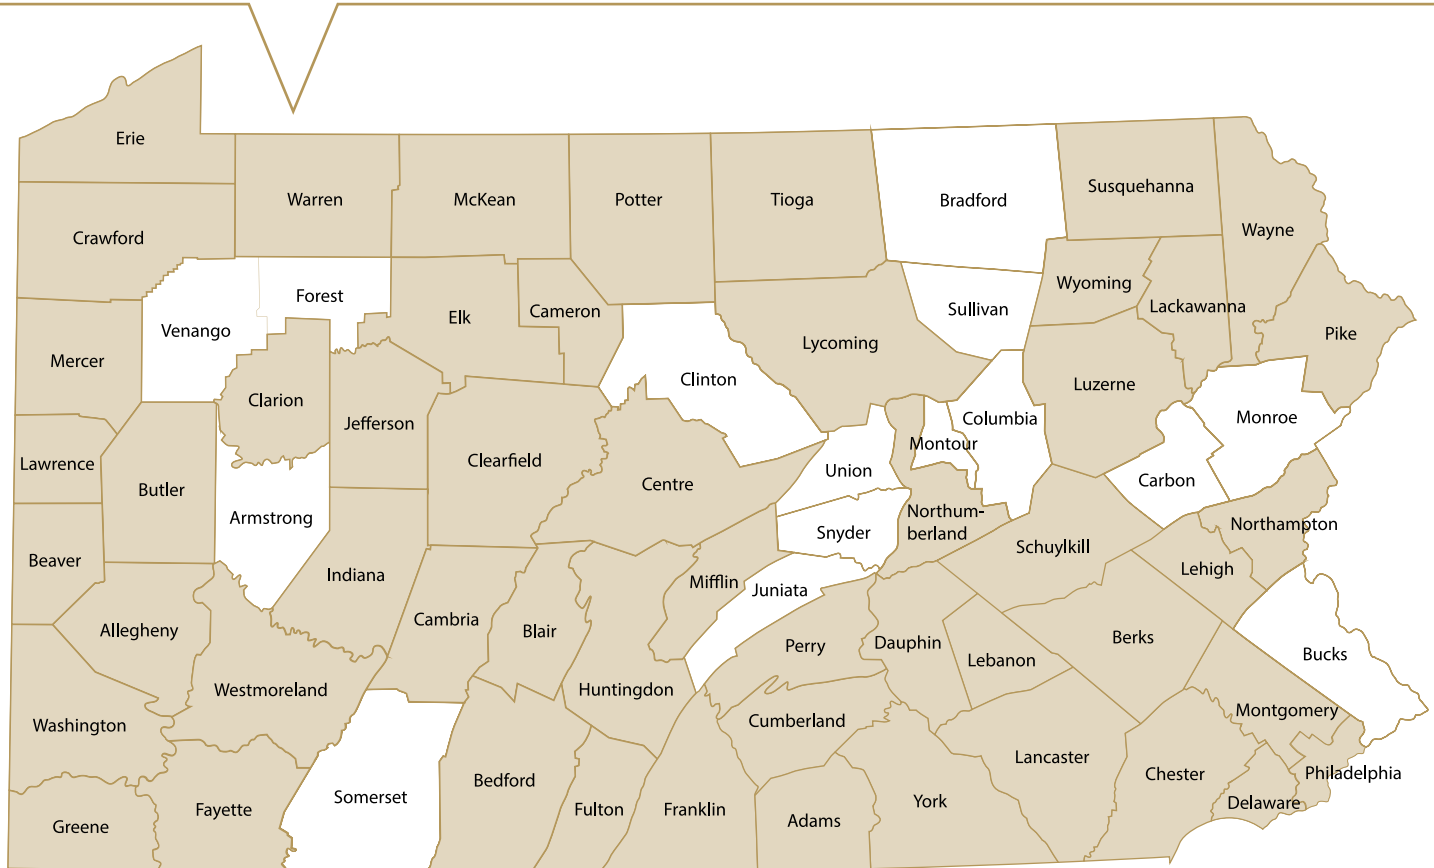 Erie
Warren
McKean
Potter
Tioga
Bradford
Susquehanna
Wayne
Crawford
Forest
Venango
Elk
Cameron
Sullivan
Wyoming
Lackawanna
Pike
Mercer
Clarion
Jefferson
Clinton
Lycoming
Luzerne
Monroe
Columbia
Montour
Lawrence
Butler
Clearfield
Centre
Union
Carbon
Armstrong
Snyder
Northum-
berland
Schuylkill
Northampton
Beaver
Indiana
Mifflin
Juniata
Lehigh
Allegheny
Cambria
Blair
Perry
Dauphin
Lebanon
Berks
Bucks
Westmoreland
Huntingdon
Washington
Cumberland
Montgomery
Somerset
Bedford
Lancaster
Chester
Philadelphia
Greene
Fayette
Fulton
Franklin
Adams
York
Delaware